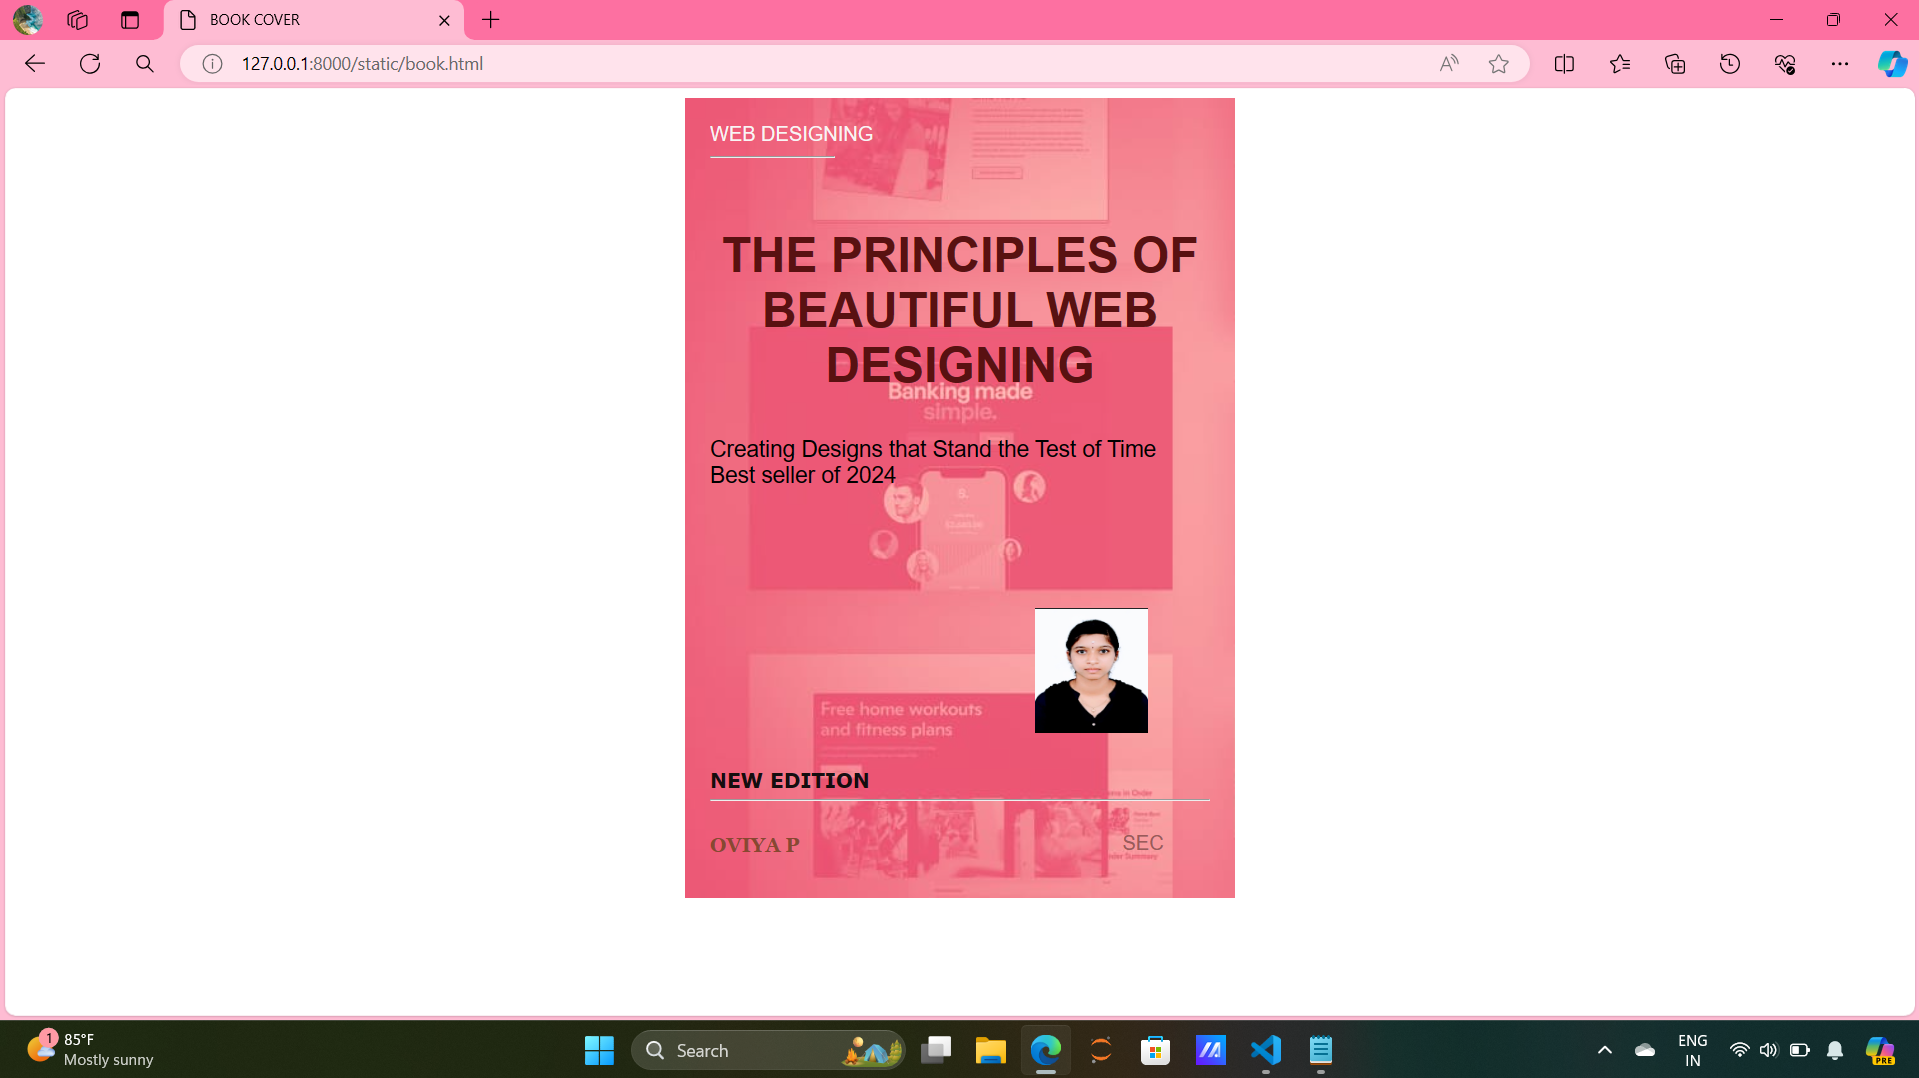 BOOK COVER
127.0.0.1:8000/static/book.html
WEB DESIGNING
THE PRINCIPLES OF
BEAUTIFUL WEB
DESIGNING
Banking made
simple.
Creating Designs that Stand the Test of Time
Best seller of 2024
S.
Free home workouts
and fitness plans
NEW EDITION
OVIYA P
SEC
1
85°F
Mostly sunny
Search
ENG
IN
PRE